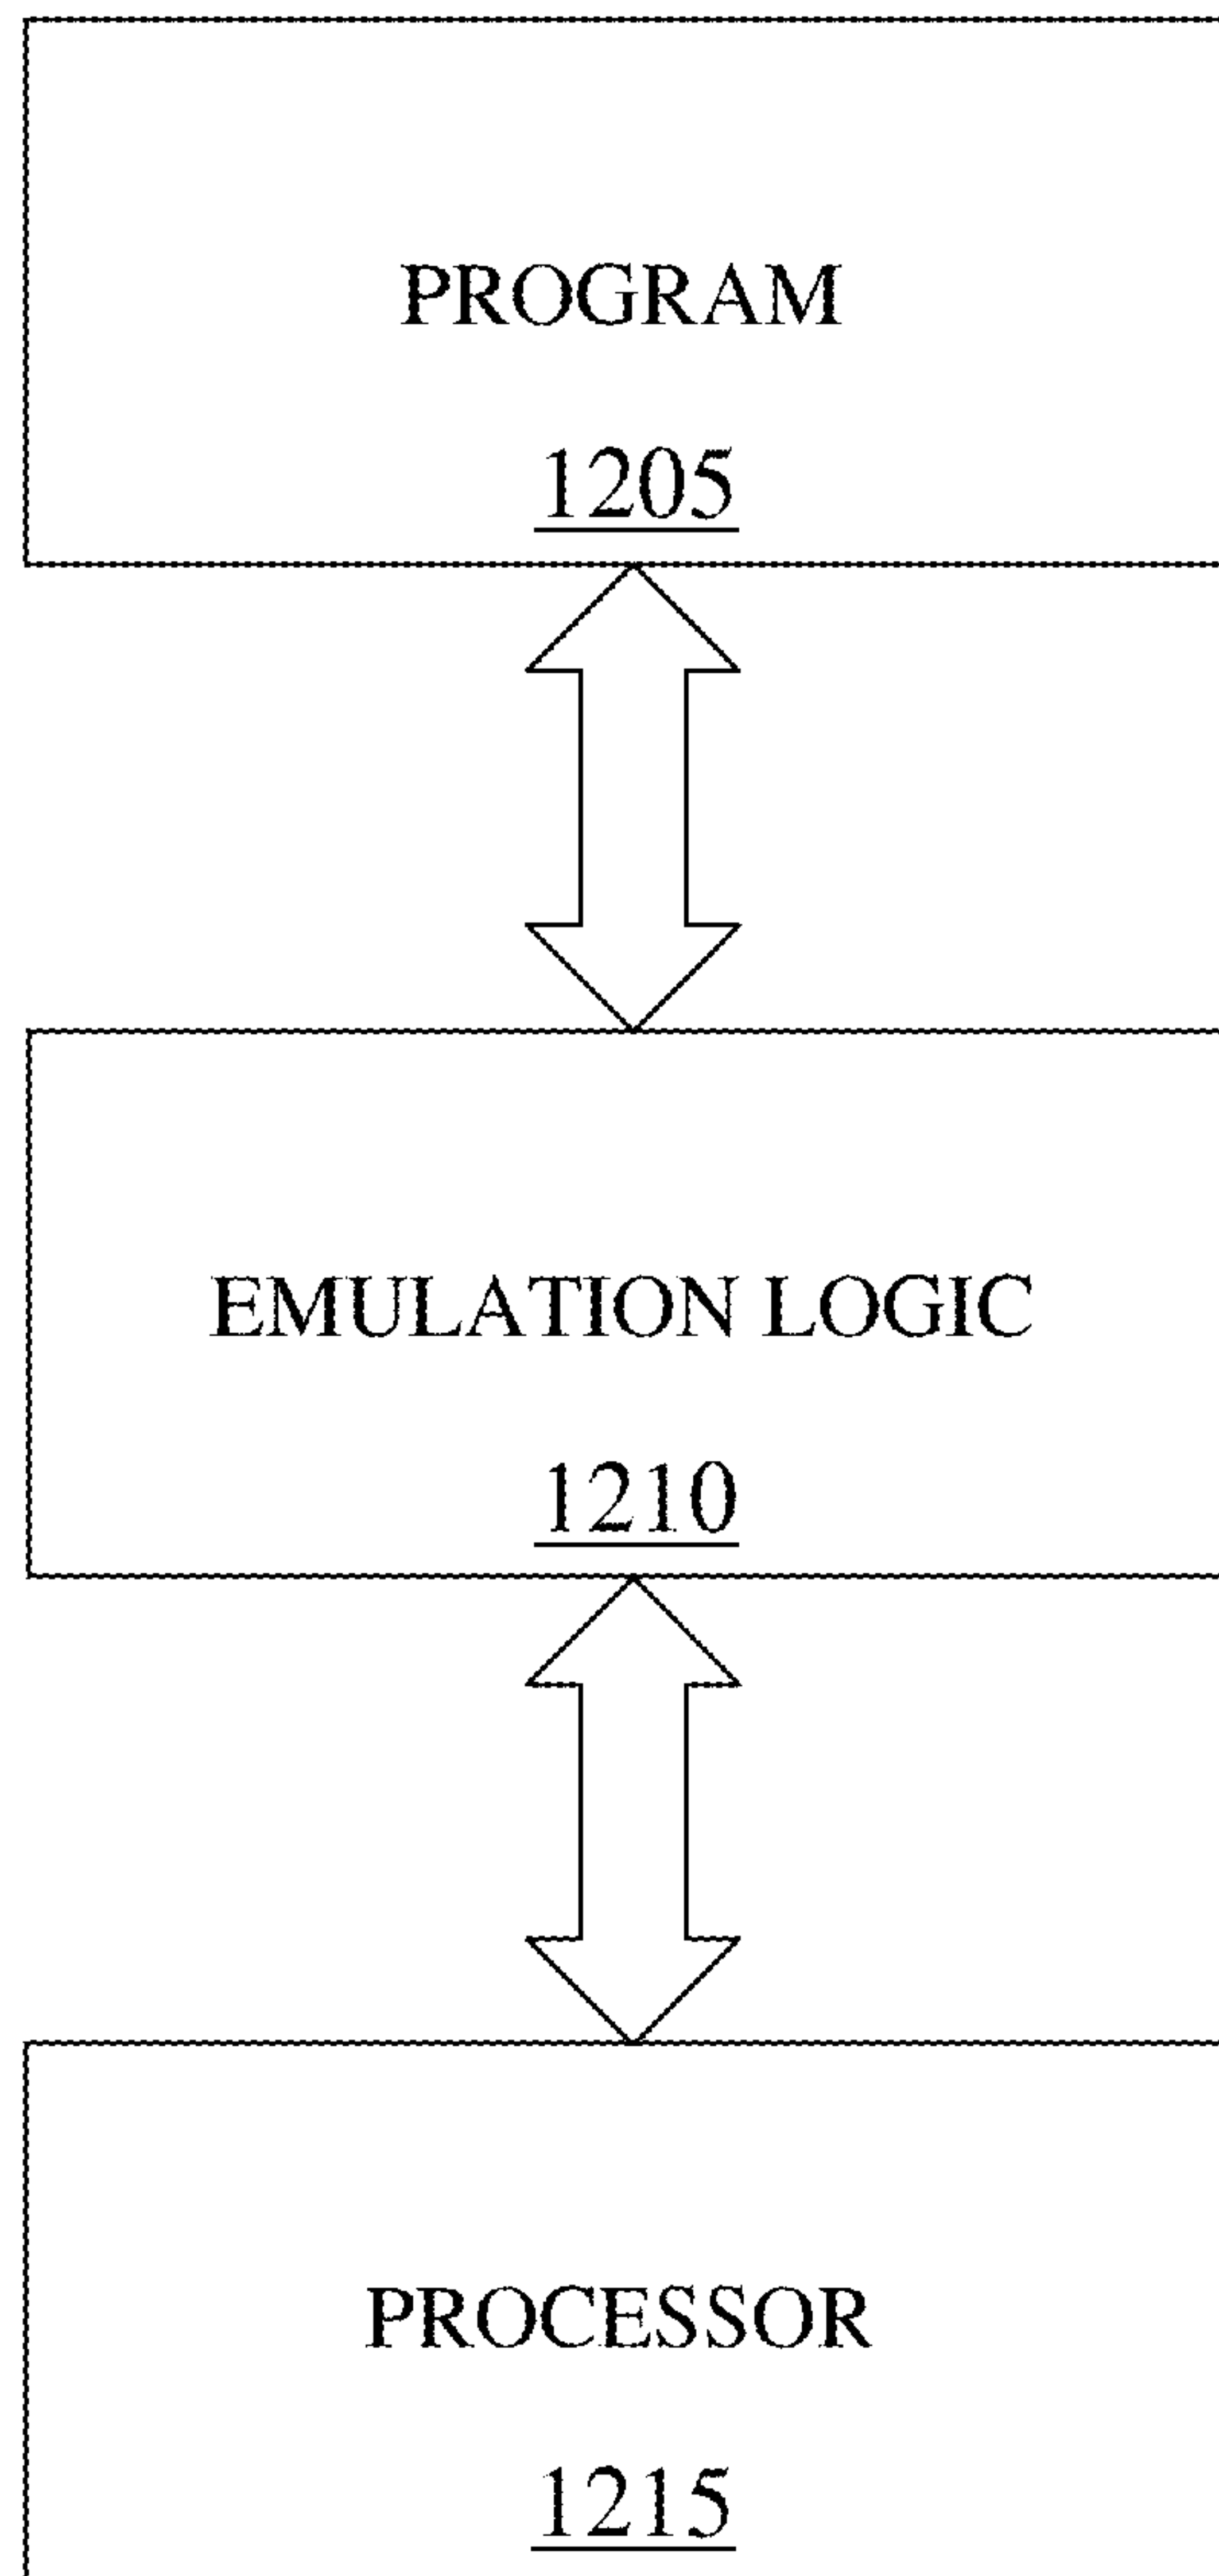 PROGRAM
1205
EMULATION LOGIC
1210
PROCESSOR
1215